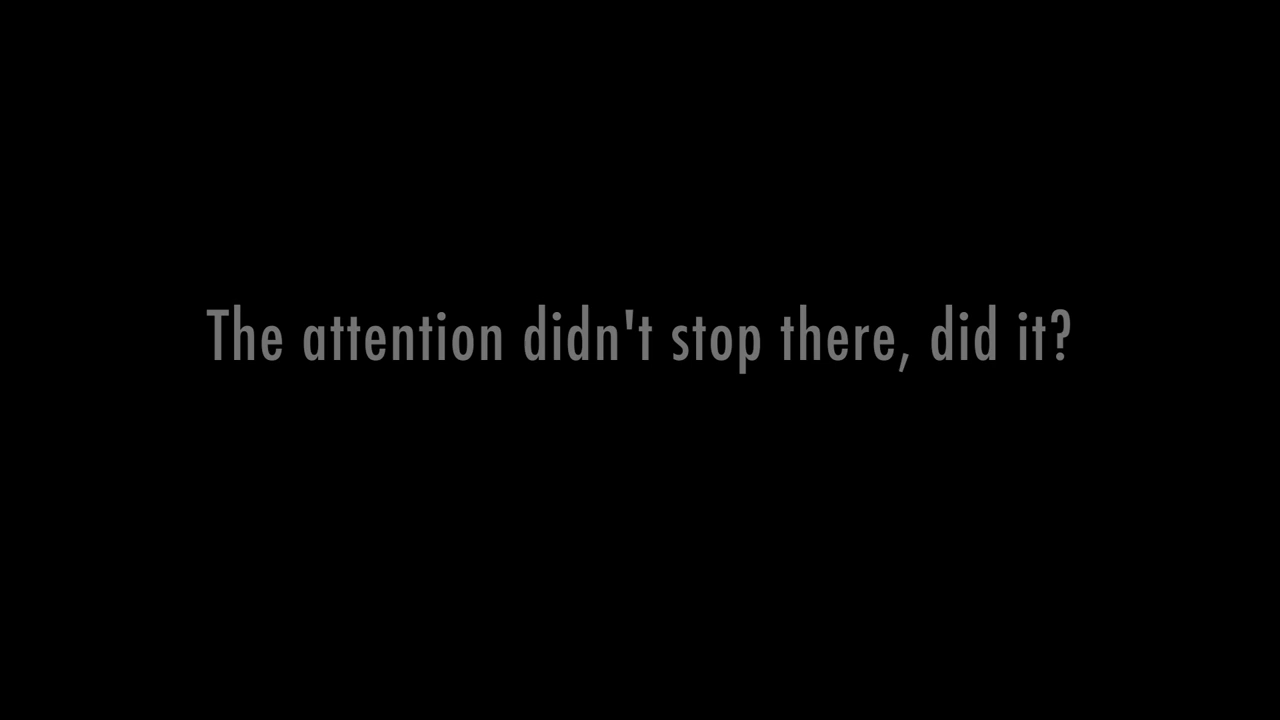 The attention didn't stop there, did it?